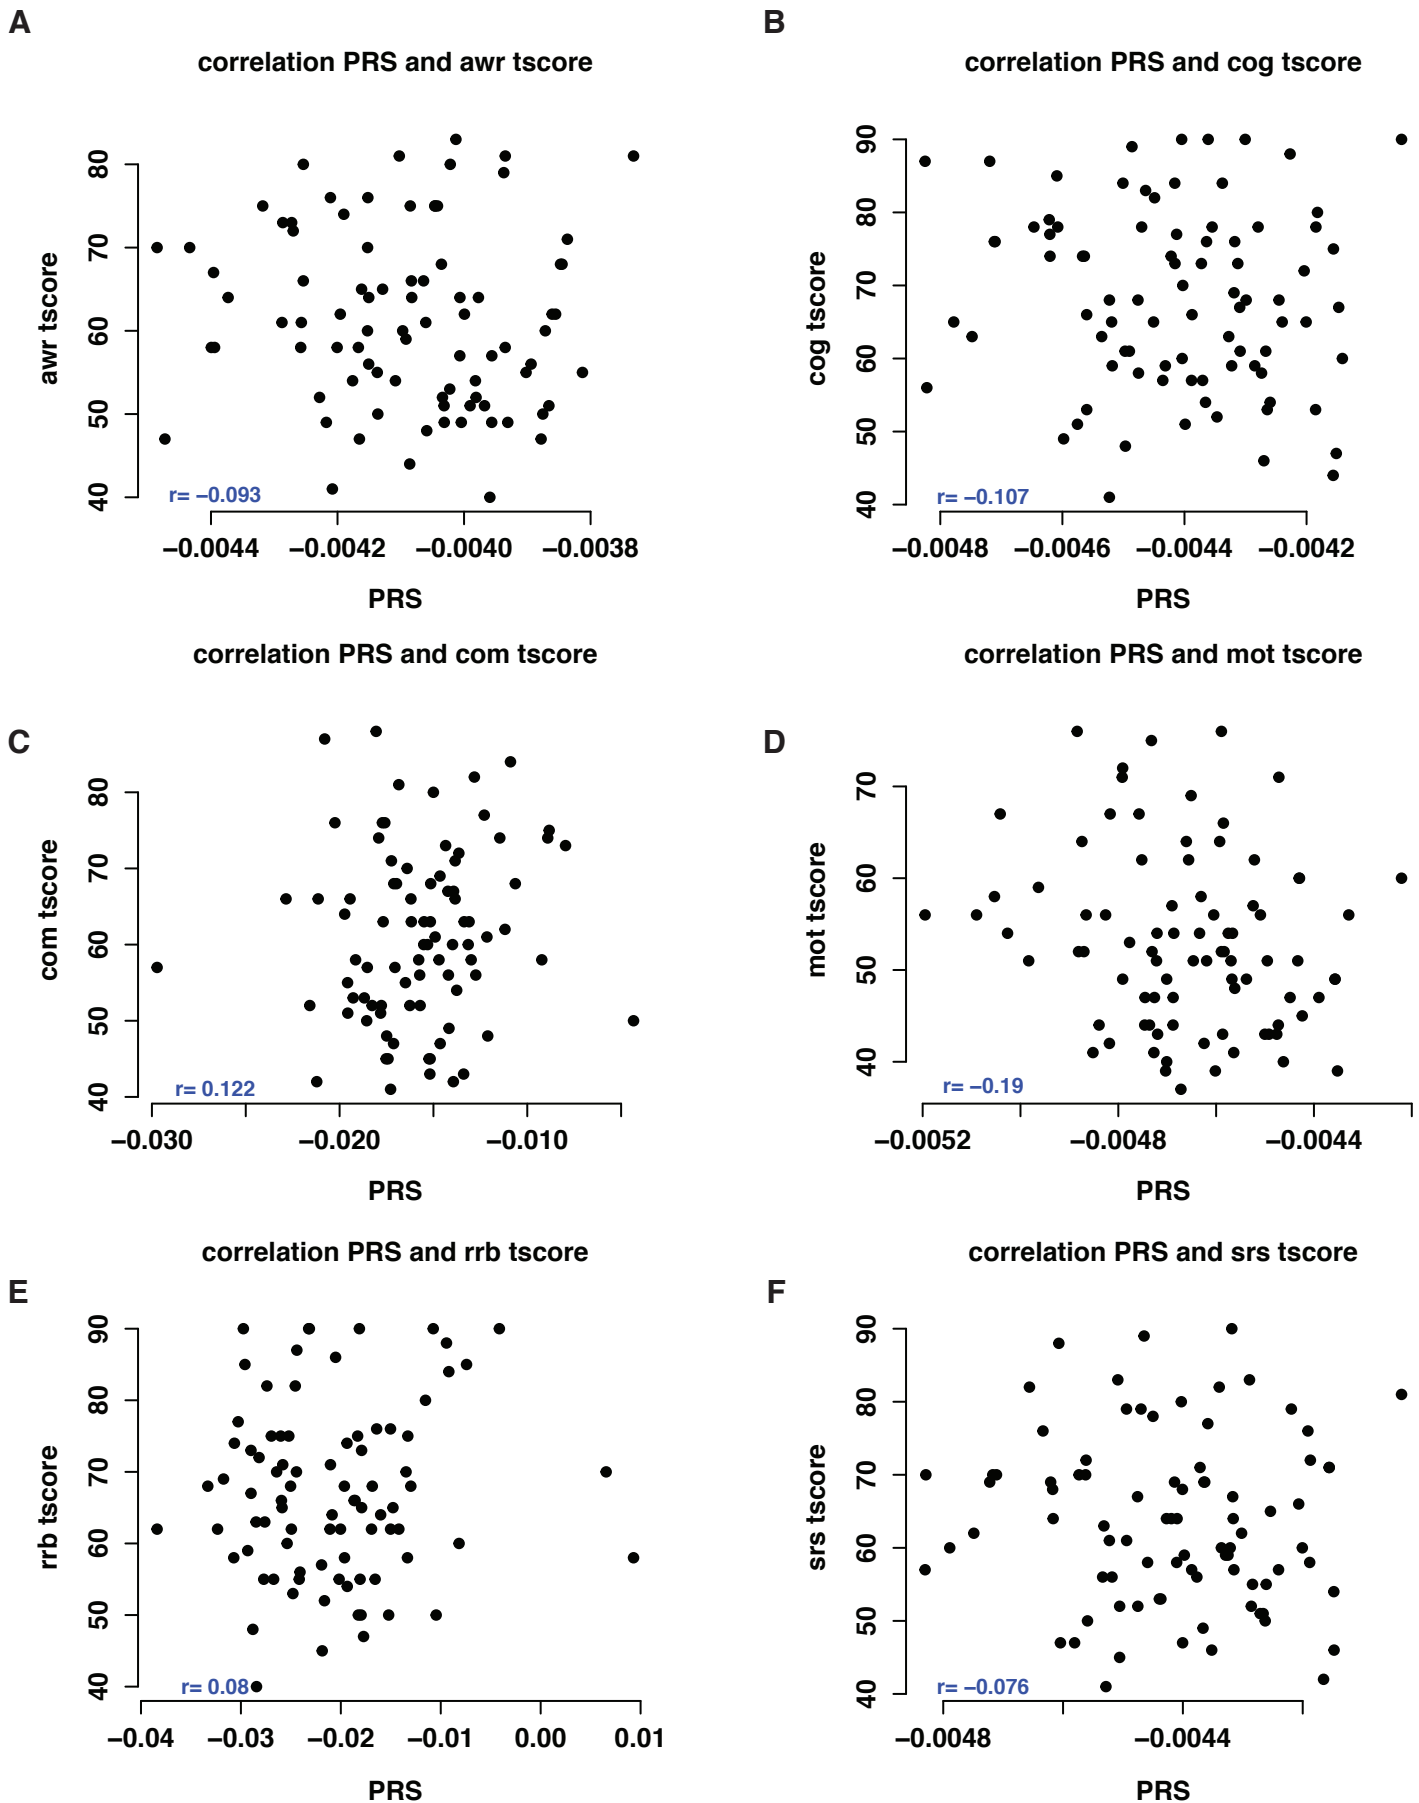 A
correlation PRS and awr tscore
awr tscore
80
70
60
50
40
r= −0.093
−0.0044 −0.0042 −0.0040 −0.0038
PRS
B
correlation PRS and cog tscore
cog tscore
90
80
70
60
50
40
r= −0.107
−0.0048 −0.0046 −0.0044 −0.0042
PRS
C
correlation PRS and com tscore
com tscore
80
70
60
50
40
r= 0.122
−0.030 −0.020 −0.010
PRS
D
correlation PRS and mot tscore
mot tscore
70
60
50
40
r= −0.19
−0.0052 −0.0048 −0.0044
PRS
E
correlation PRS and rrb tscore
rrb tscore
90
80
70
60
50
40
r= 0.08
−0.04 −0.03 −0.02 −0.01 0.00 0.01
PRS
F
correlation PRS and srs tscore
srs tscore
90
80
70
60
50
40
r= −0.076
−0.0048 −0.0044
PRS